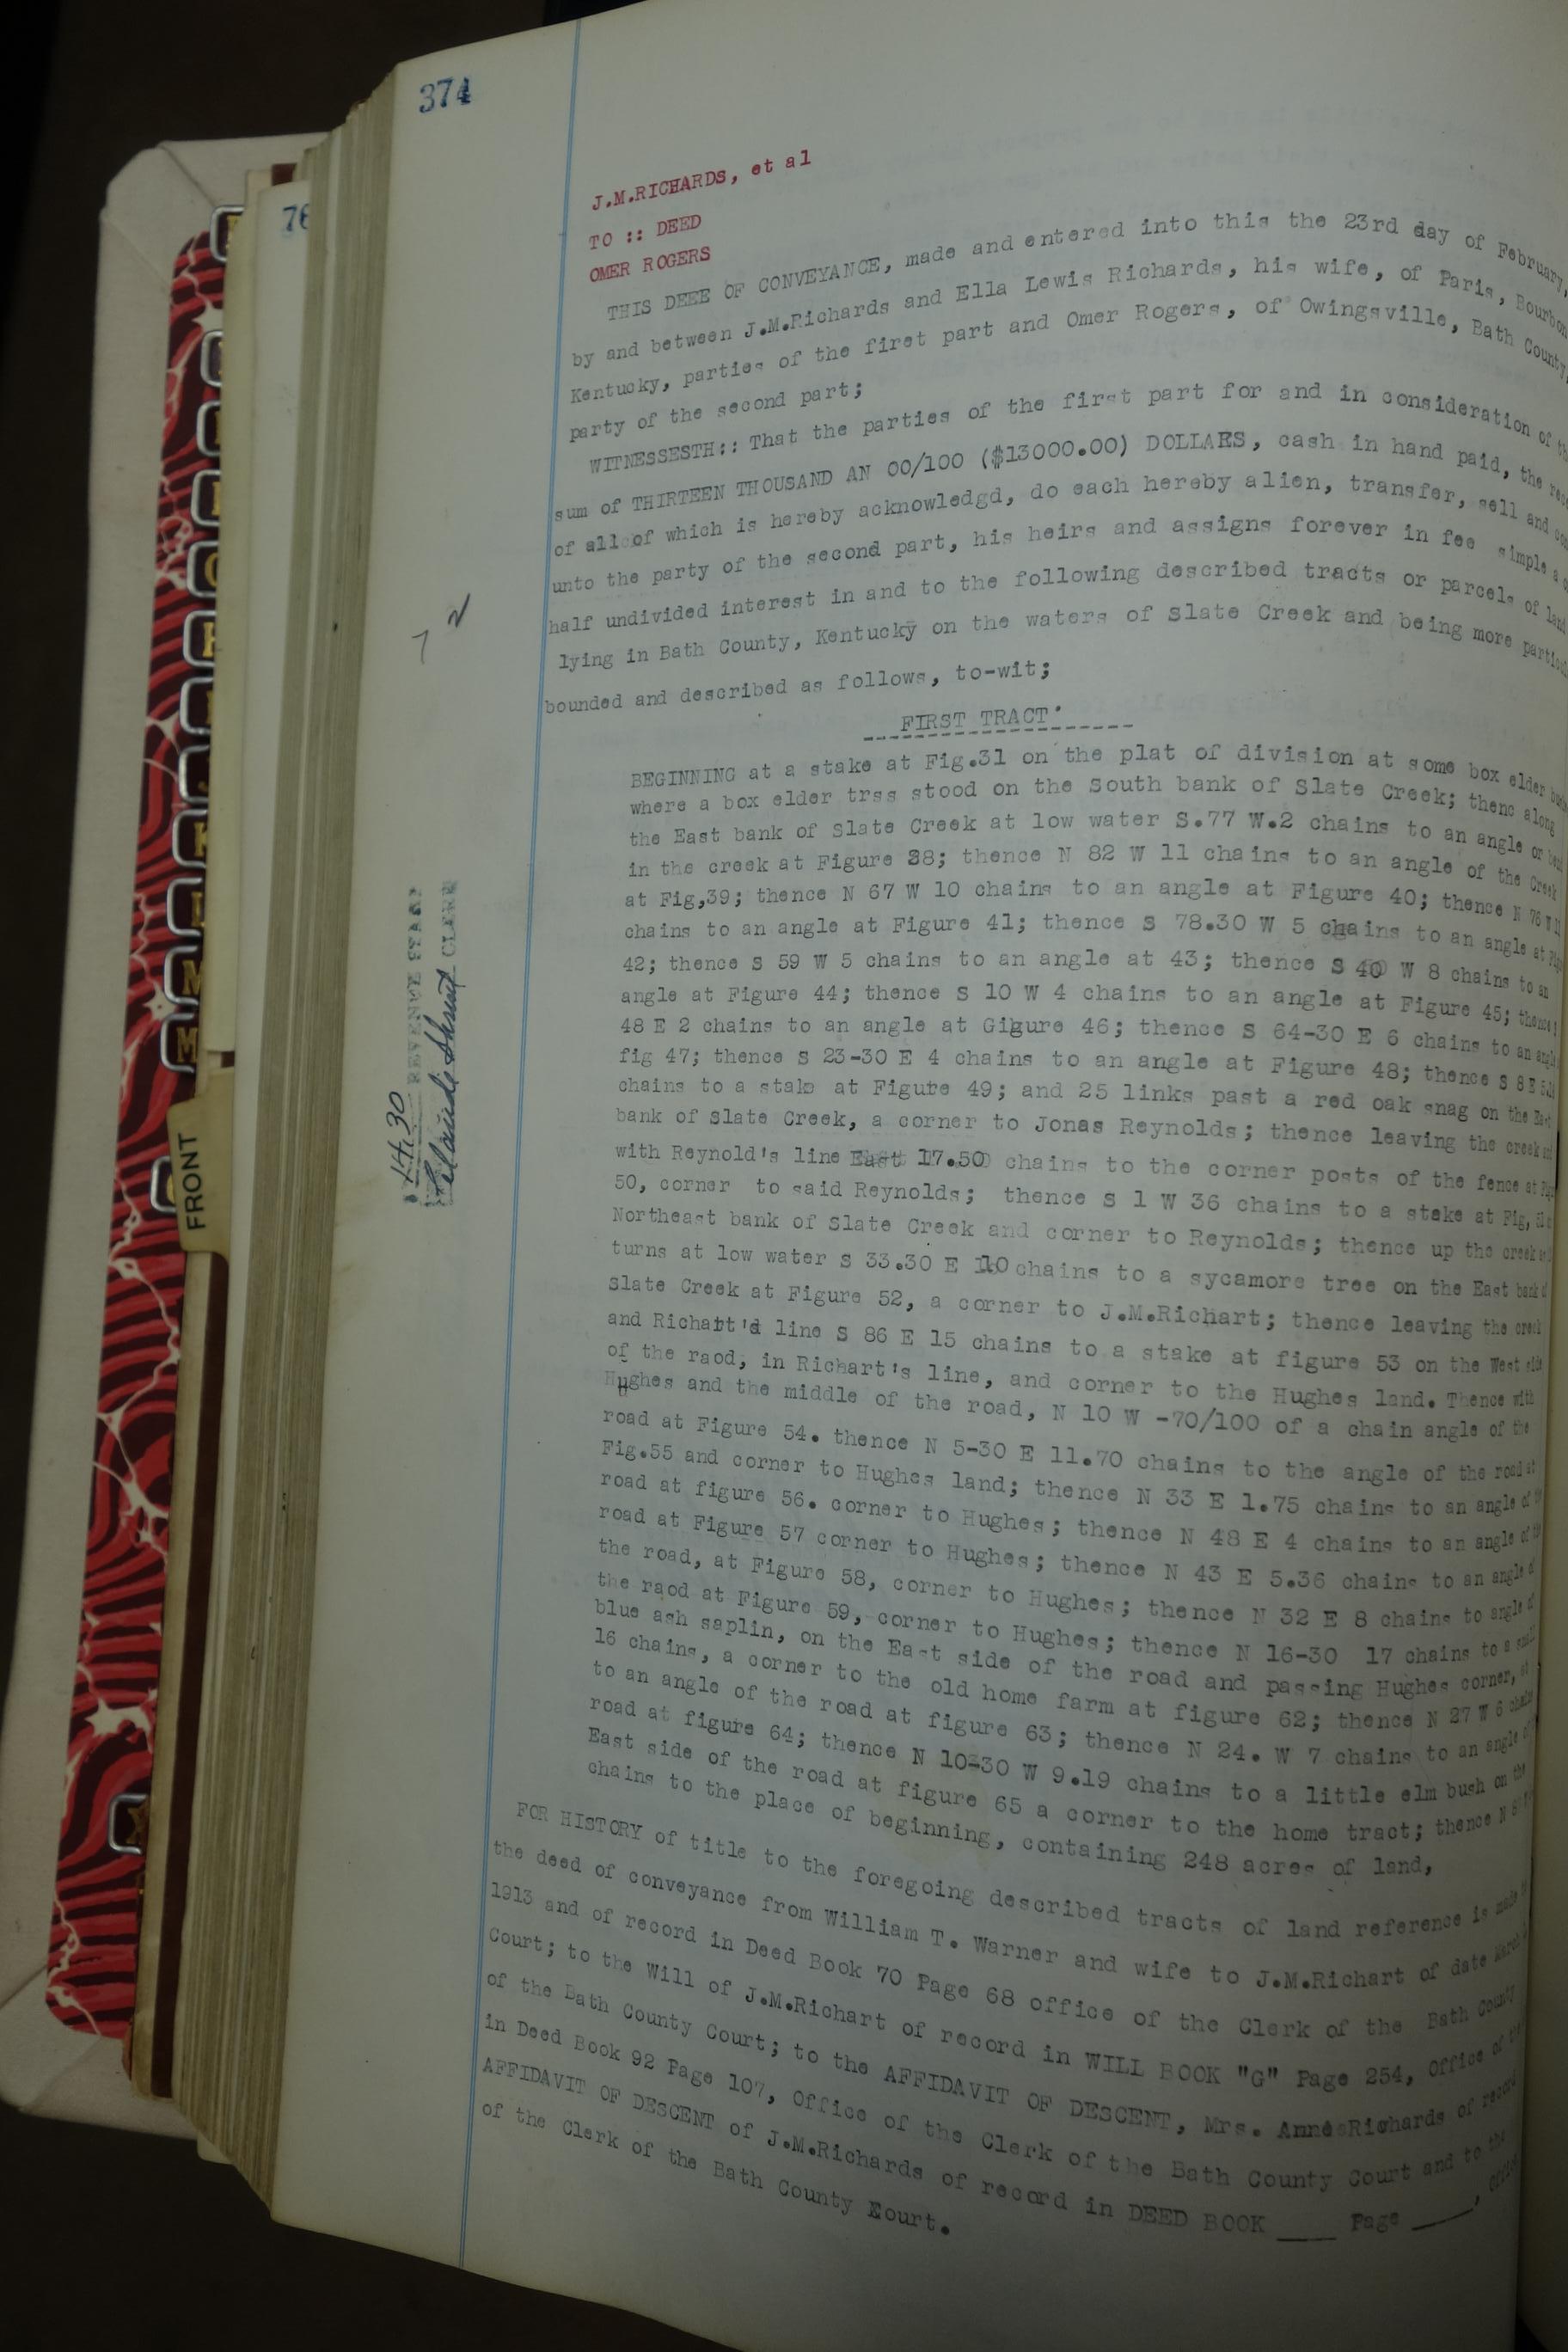 374
76
J.M.RICHARDS, et al
TO :: DEED
OMER ROGERS
THIS DEEE OF CONVEYANCE, made and entered into this the 23rd day of February,
by and between J.M.Richards and Ella Lewis Richards, his wife, of Paris, Bourbon
Kentucky, parties of the first part and Omer Rogers, of Owingsville, Bath County,
party of the second part;
WITNESSESTH:: That the parties of the first part for and in consideration of
sum of THIRTEEN THOUSAND AN 00/100 ($13000.00) DOLLARS, cash in hand paid, the
of all of which is hereby acknowledgd, do each hereby alien, transfer, sell and
unto the party of the second part, his heirs and assigns forever in fee simple a
half undivided interest in and to the following described tracts or parcels of land
lying in Bath County, Kentucky on the waters of Slate Creek and being more
bounded and described as follows, to-wit;
FIRST TRACT
BEGINNING at a stake at Fig.31 on the plat of division at some box elder
where a box elder trss stood on the South bank of Slate Creek; thenc along
the East bank of Slate Creek at low water S.77 W.2 chains to an angle or
in the creek at Figure 38; thence N 82 W 11 chains to an angle of the Creek
at Fig,39; thence N 67 W 10 chains to an angle at Figure 40; thence N 76 W
chains to an angle at Figure 41; thence S 78.30 W 5 chains to an angle at
42; thence S 59 W 5 chains to an angle at 43; thence S 40 W 8 chains to an
angle at Figure 44; thence S 10 W 4 chains to an angle at Figure 45; thence
48 E 2 chains to an angle at Gigure 46; thence S 64-30 E 6 chains to an angle
fig 47; thence S 23-30 E 4 chains to an angle at Figure 48; thence S 8 E
chains to a stake at Figure 49; and 25 links past a red oak snag on the East
bank of Slate Creek, a corner to Jonas Reynolds; thence leaving the creek and
with Reynold's line East 17.50 chains to the corner posts of the fence at
50, corner to said Reynolds; thence S 1 W 36 chains to a stake at Fig, 51
Northeast bank of Slate Creek and corner to Reynolds; thence up the creek
turns at low water S 33.30 E 10 chains to a sycamore tree on the East bank of
Slate Creek at Figure 52, a corner to J.M.Richart; thence leaving the creek
and Richart'd line S 86 E 15 chains to a stake at figure 53 on the West side
of the raod, in Richart's line, and corner to the Hughes land. Thence with
Hughes and the middle of the road, N 10 W -70/100 of a chain angle of the
road at Figure 54. thence N 5-30 E 11.70 chains to the angle of the road at
Fig.55 and corner to Hughes land; thence N 33 E 1.75 chains to an angle of the
road at figure 56. corner to Hughes; thence N 48 E 4 chains to an angle of the
road at Figure 57 corner to Hughes; thence N 43 E 5.36 chains to an angle of
the road, at Figure 58, corner to Hughes; thence N 32 E 8 chains to angle of
the raod at Figure 59, corner to Hughes; thence N 16-30 17 chains to a small
blue ash saplin, on the East side of the road and passing Hughes corner, at
16 chains, a corner to the old home farm at figure 62; thence N 27 W 6 chains
to an angle of the road at figure 63; thence N 24. W 7 chains to an angle of
road at figure 64; thence N 10-30 W 9.19 chains to a little elm bush on the
East side of the road at figure 65 a corner to the home tract; thence N
chains to the place of beginning, containing 248 acres of land,
FOR HISTORY of title to the foregoing described tracts of land reference is made
the deed of conveyance from William T. Warner and wife to J.M.Richart of date March
1913 and of record in Deed Book 70 Page 68 office of the Clerk of the Bath County
Court; to the Will of J.M.Richart of record in WILL BOOK "G" Page 254, Office of the
of the Bath County Court; to the AFFIDAVIT OF DESCENT, Mrs. Anne Richards of record
in Deed Book 92 Page 107, Office of the Clerk of the Bath County Court and to the
AFFIDAVIT OF DESCENT of J.M.Richards of record in DEED BOOK ____ Page ____, Office
of the Clerk of the Bath County Eourt.
14.30 REVENUE STAMP
CLERK
FRONT